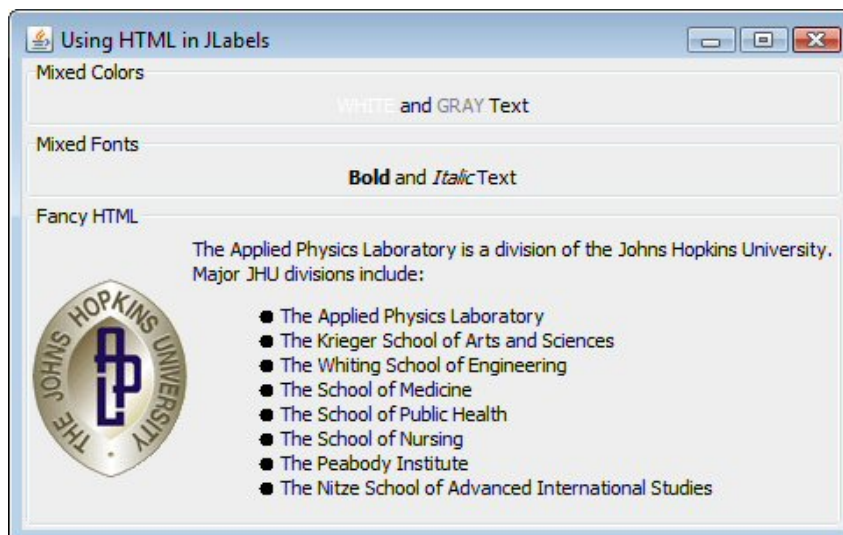 Using HTML in JLabels
Mixed Colors
WHITE and GRAY Text
Mixed Fonts
Bold and Italic Text
Fancy HTML
The Applied Physics Laboratory is a division of the Johns Hopkins University.
Major JHU divisions include:
● The Applied Physics Laboratory
● The Krieger School of Arts and Sciences
● The Whiting School of Engineering
● The School of Medicine
● The School of Public Health
● The School of Nursing
● The Peabody Institute
● The Nitze School of Advanced International Studies
THE JOHNS HOPKINS UNIVERSITY
APL